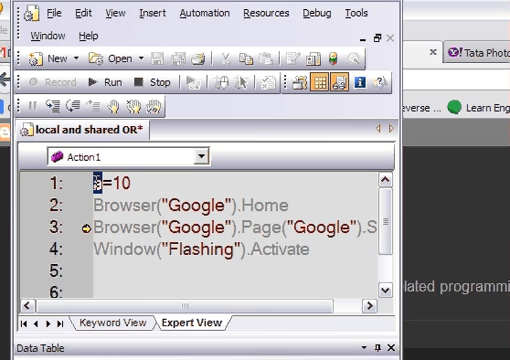 File Edit View Insert Automation Resources Debug Tools
Window Help
Tata Photo
New Open
Record Run Stop
everse ... Learn Eng
local and shared OR*
Action1
1: a=10
2: Browser("Google").Home
3: Browser("Google").Page("Google").S
4: Window("Flashing").Activate
5:
6:
elated programmi
Keyword View Expert View
Data Table